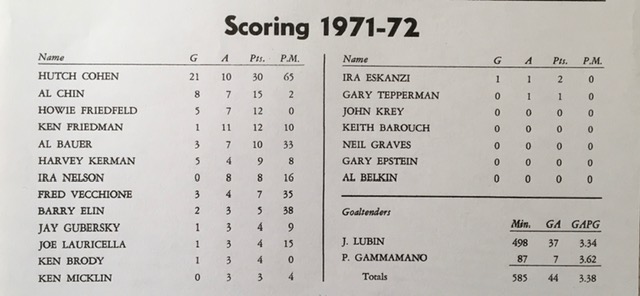 Scoring 1971-72
Name G A Pts. P.M.
HUTCH COHEN 21 10 30 65
AL CHIN 8 7 15 2
HOWIE FRIEDFELD 5 7 12 0
KEN FRIEDMAN 1 11 12 10
AL BAUER 3 7 10 33
HARVEY KERMAN 5 4 9 8
IRA NELSON 0 8 8 16
FRED VECCHIONE 3 4 7 35
BARRY ELIN 2 3 5 38
JAY GUBERSKY 1 3 4 9
JOE LAURICELLA 1 3 4 15
KEN BRODY 1 3 4 0
KEN MICKLIN 0 3 3 4
Name G A Pts. P.M.
IRA ESKANZI 1 1 2 0
GARY TEPPERMAN 0 1 1 0
JOHN KREY 0 0 0 0
KEITH BAROUCH 0 0 0 0
NEIL GRAVES 0 0 0 0
GARY EPSTEIN 0 0 0 0
AL BELKIN 0 0 0 0
Goaltenders
Min. GA GAPG
J. LUBIN 498 37 3.34
P. GAMMAMANO 87 7 3.62
Totals 585 44 3.38